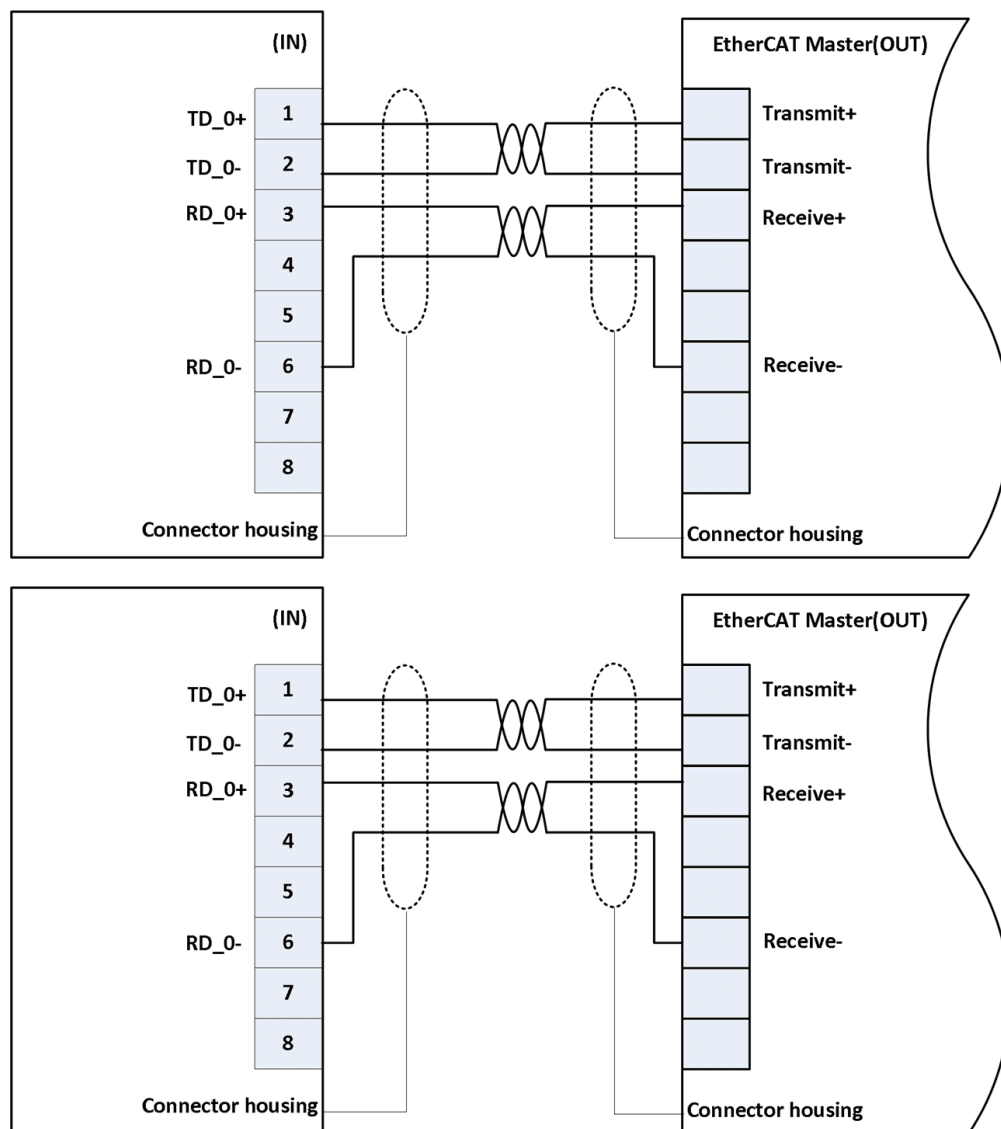 (IN) EtherCAT Master(OUT)
TD_0+ 1 Transmit+
TD_0- 2 Transmit-
RD_0+ 3 Receive+
4
5
RD_0- 6 Receive-
7
8
Connector housing Connector housing
(IN) EtherCAT Master(OUT)
TD_0+ 1 Transmit+
TD_0- 2 Transmit-
RD_0+ 3 Receive+
4
5
RD_0- 6 Receive-
7
8
Connector housing Connector housing